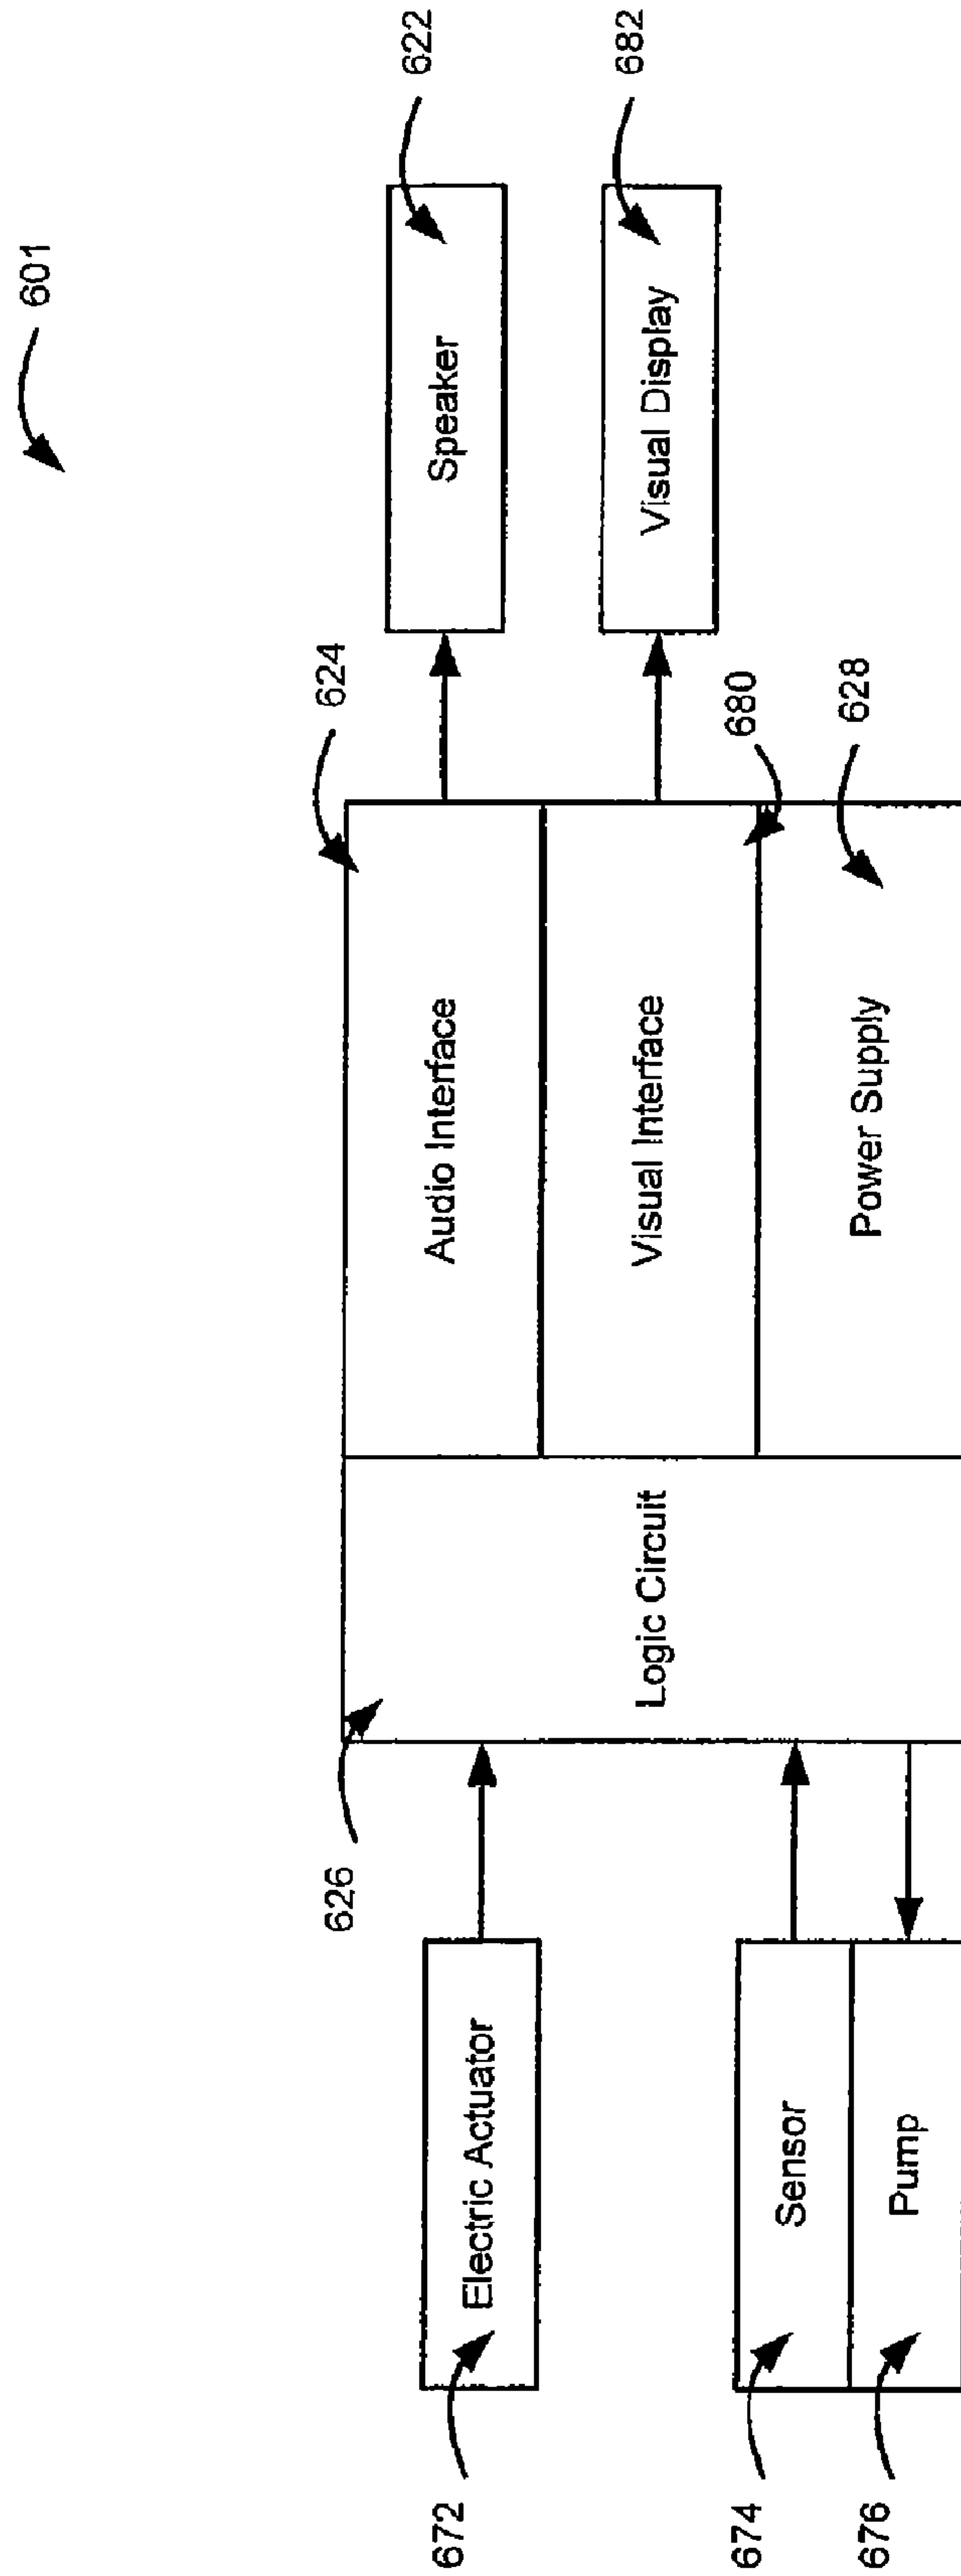 601
624
622
Audio Interface
Speaker
626
672
Electric Actuator
Logic Circuit
Visual Interface
Visual Display
682
680
674
Sensor
676
Pump
Power Supply
628